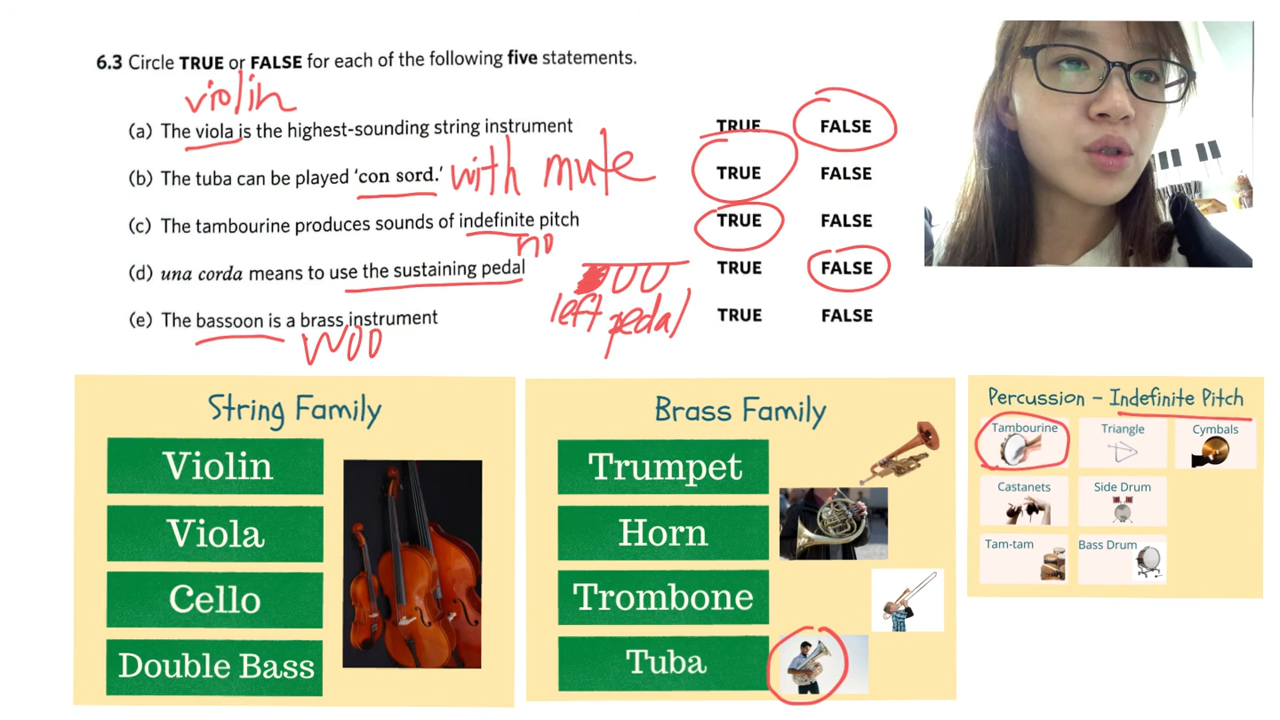 6.3 Circle TRUE or FALSE for each of the following five statements.
violin
(a) The viola is the highest-sounding string instrument TRUE FALSE
(b) The tuba can be played ‘con sord.’ with mute TRUE FALSE
(c) The tambourine produces sounds of indefinite pitch TRUE FALSE
no
(d) una corda means to use the sustaining pedal TRUE FALSE
left pedal
(e) The bassoon is a brass instrument TRUE FALSE
woo
String Family
Violin
Viola
Cello
Double Bass
Brass Family
Trumpet
Horn
Trombone
Tuba
Percussion – Indefinite Pitch
Tambourine Triangle Cymbals
Castanets Side Drum
Tam-tam Bass Drum